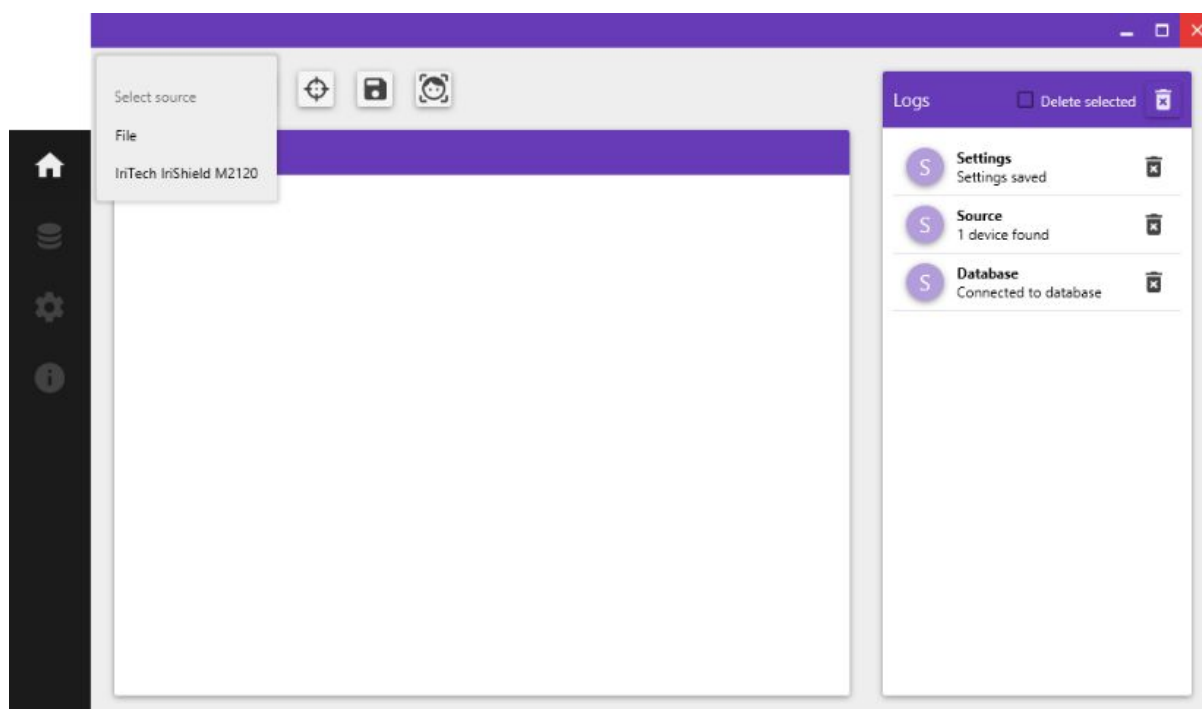 Select source
File
IriTech IriShield M2120
Logs
Delete selected
S
Settings
Settings saved
S
Source
1 device found
S
Database
Connected to database